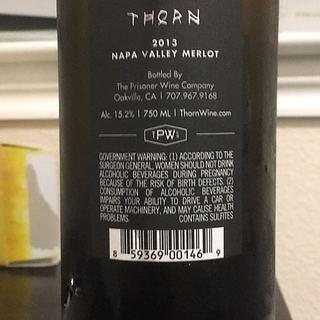 THORN
2013
NAPA VALLEY MERLOT
Bottled By
The Prisoner Wine Company
Oakville, CA | 707.967.9168
Alc. 15.2% | 750 ML | ThornWine.com
TPWC
GOVERNMENT WARNING: (1) ACCORDING TO THE
SURGEON GENERAL, WOMEN SHOULD NOT DRINK
ALCOHOLIC BEVERAGES DURING PREGNANCY
BECAUSE OF THE RISK OF BIRTH DEFECTS. (2)
CONSUMPTION OF ALCOHOLIC BEVERAGES
IMPAIRS YOUR ABILITY TO DRIVE A CAR OR
OPERATE MACHINERY, AND MAY CAUSE HEALTH
PROBLEMS. CONTAINS SULFITES
8 59369 00146 9